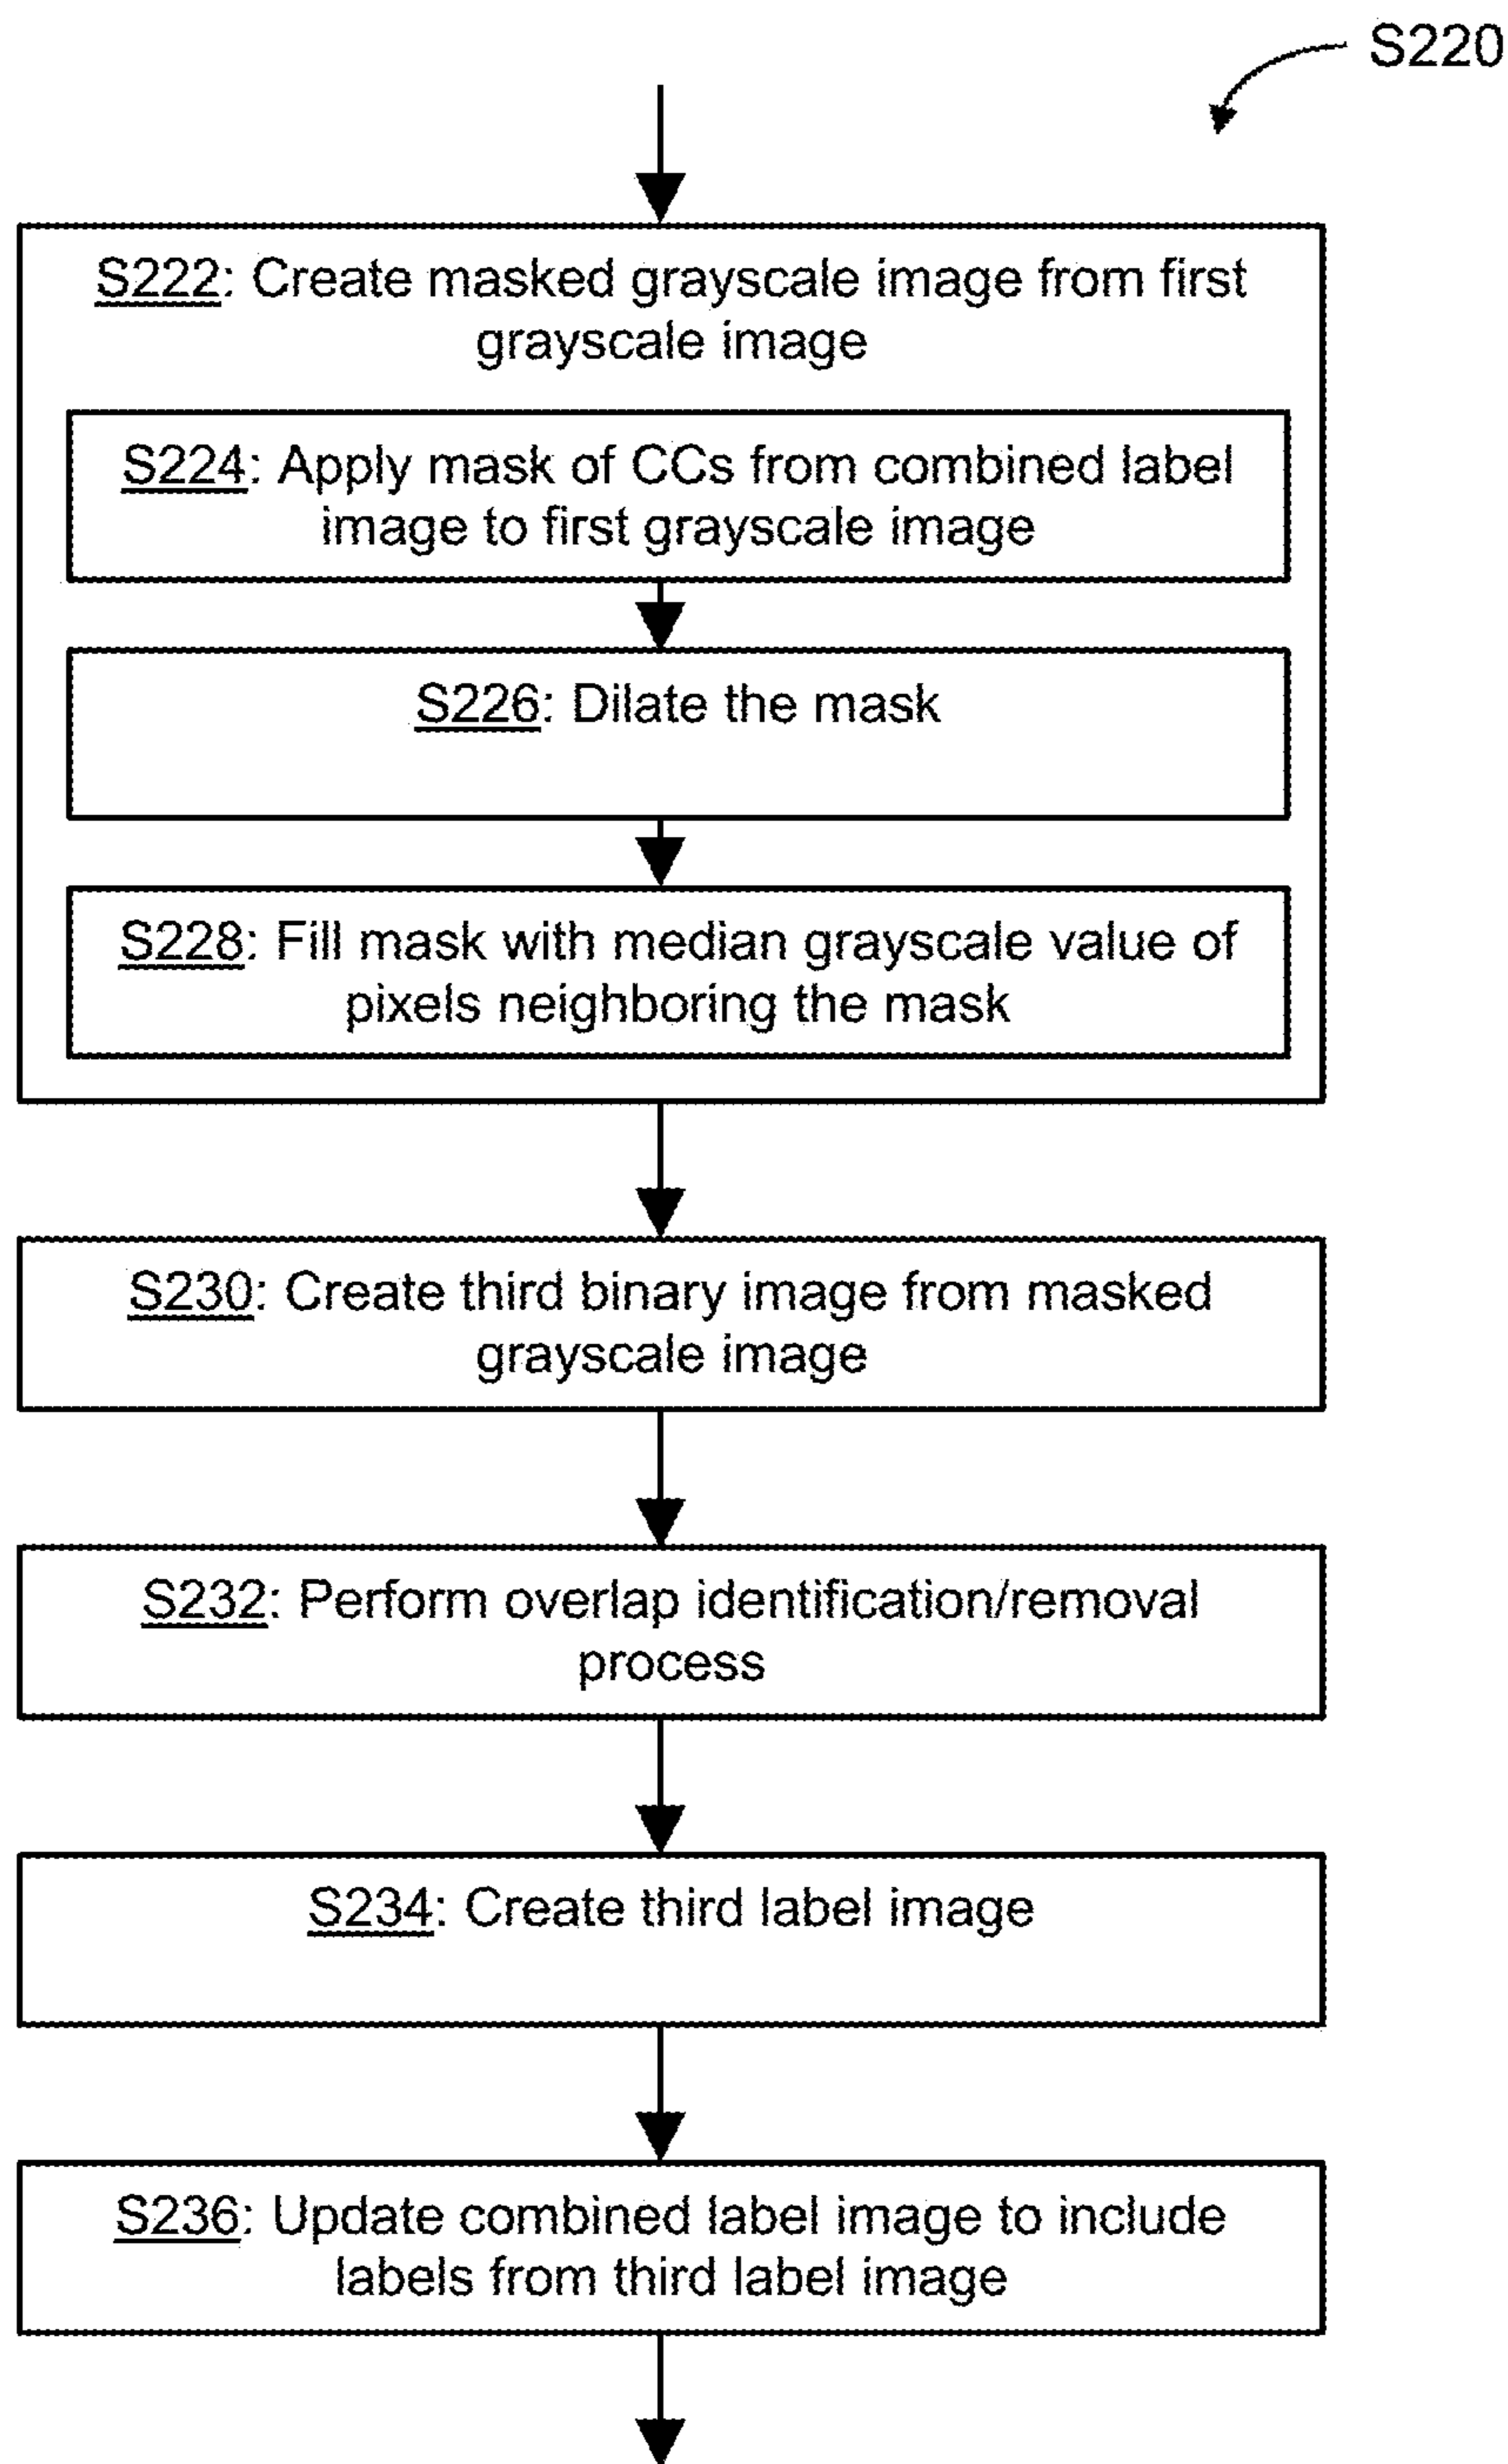 S220
S222: Create masked grayscale image from first
grayscale image
S224: Apply mask of CCs from combined label
image to first grayscale image
S226: Dilate the mask
S228: Fill mask with median grayscale value of
pixels neighboring the mask
S230: Create third binary image from masked
grayscale image
S232: Perform overlap identification/removal
process
S234: Create third label image
S236: Update combined label image to include
labels from third label image